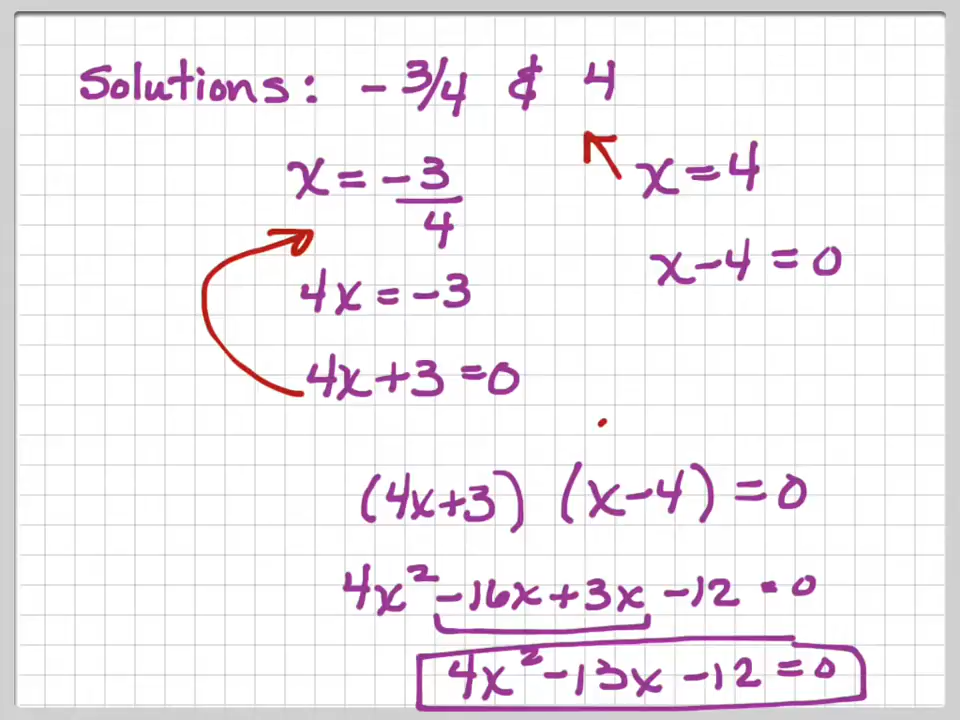 Solutions: -3/4 & 4
x = -3/4
x = 4
4x = -3
x - 4 = 0
4x + 3 = 0
(4x+3) (x-4) = 0
4x² - 16x + 3x - 12 = 0
4x² - 13x - 12 = 0